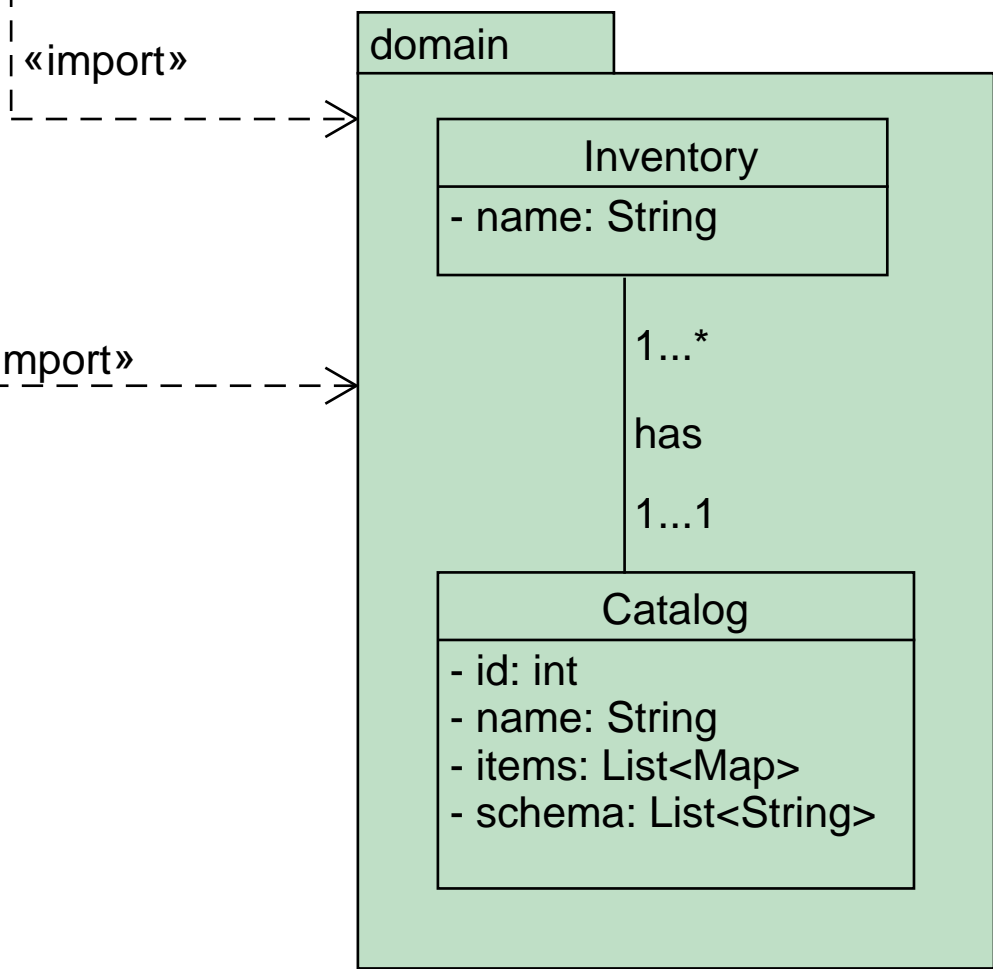 «import»
domain
Inventory
- name: String
1...*
mport»
has
1...1
Catalog
- id: int
- name: String
- items: List<Map>
- schema: List<String>